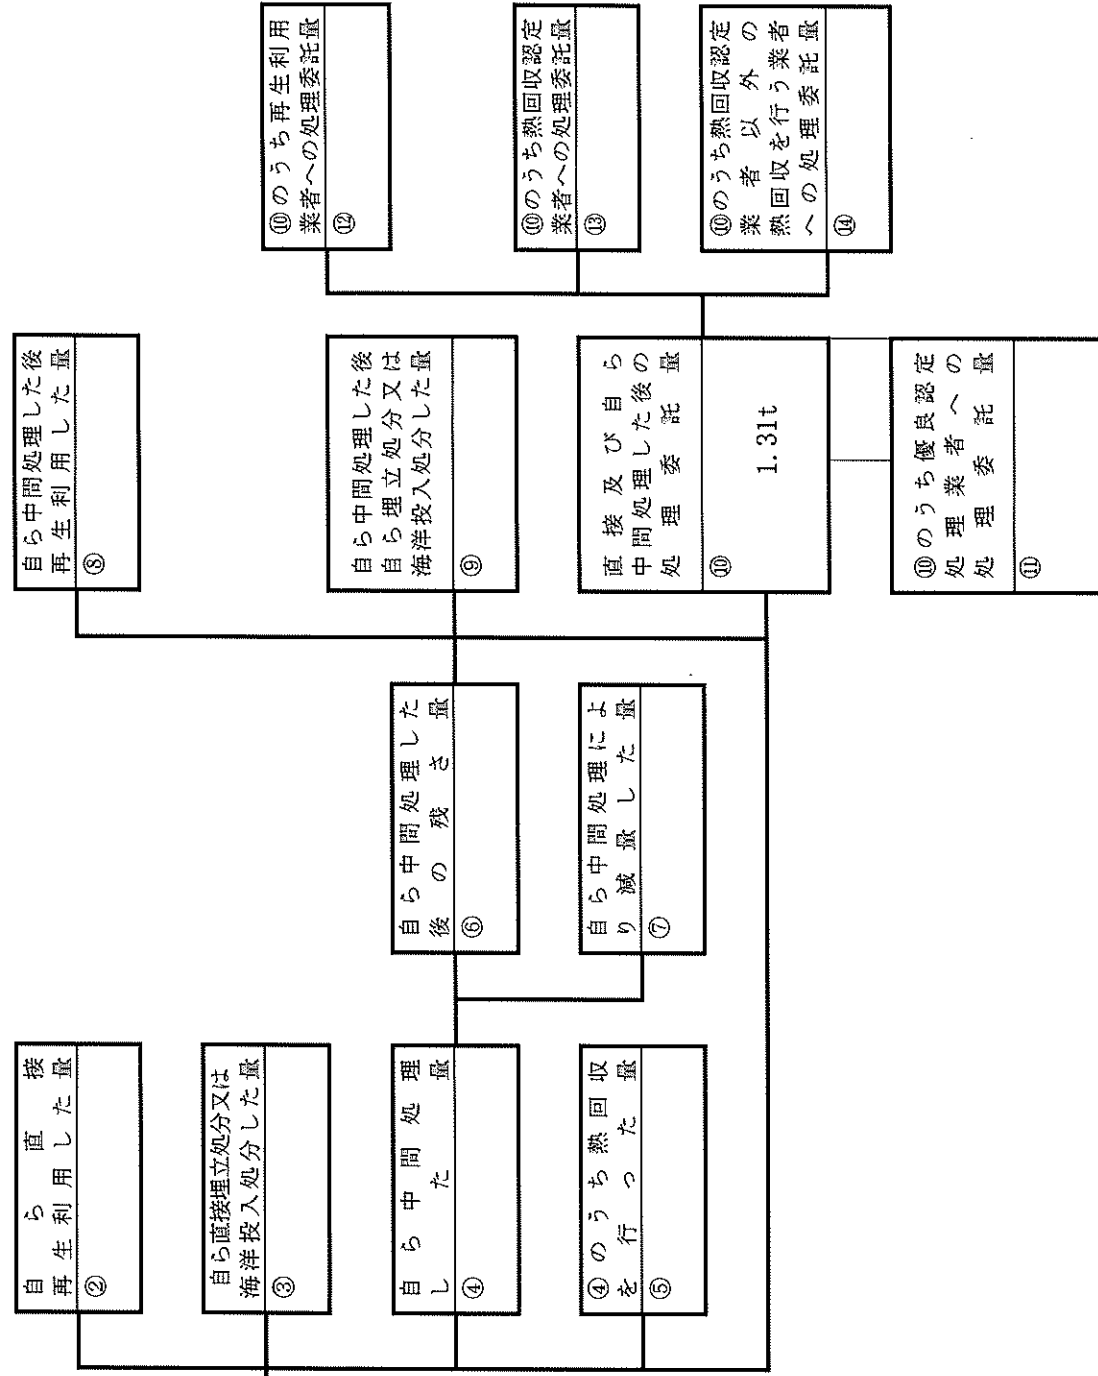 自ら直接
再生利用した量
②
自ら直接埋立処分又は
海洋投入処分した量
③
自ら中間処理
した量
④
④のうち熱回収
を行った量
⑤
自ら中間処理した
後の残さ量
⑥
自ら中間処理によ
り減量した量
⑦
自ら中間処理した後
再生利用した量
⑧
自ら中間処理した後
自ら埋立処分又は
海洋投入処分した量
⑨
直接及び自ら
中間処理した後の
処理委託量
⑩
1.31t
⑩のうち優良認定
処理業者への
処理委託量
⑪
⑩のうち再生利用
業者への処理委託量
⑫
⑩のうち熱回収認定
業者への処理委託量
⑬
⑩のうち熱回収認定
業者以外の
熱回収を行う業者
への処理委託量
⑭